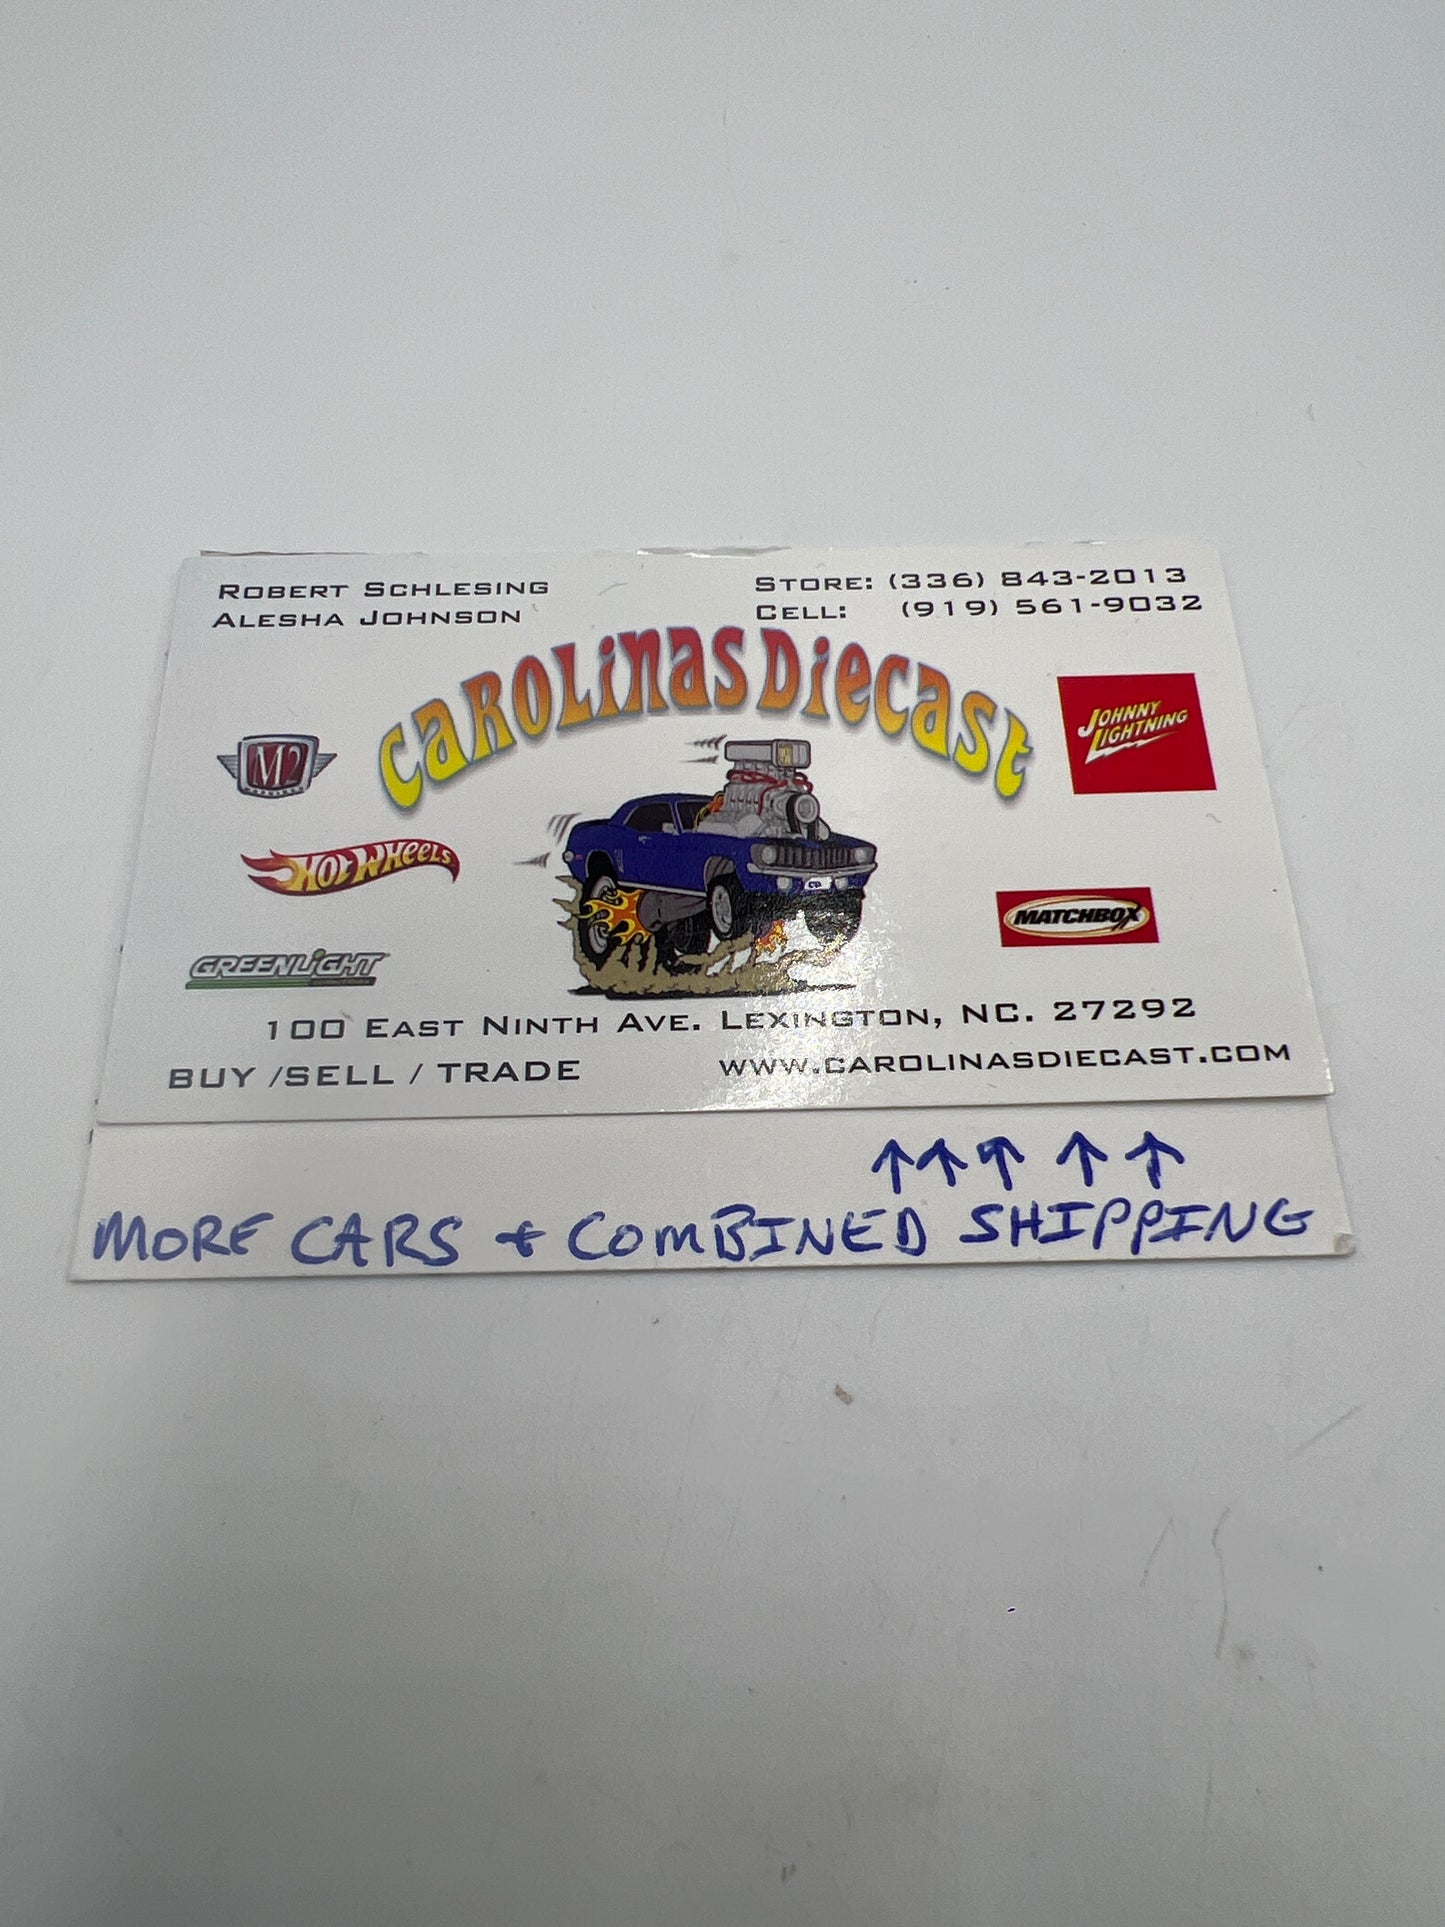 ROBERT SCHLESING
ALESHA JOHNSON
STORE: (336) 843-2013
CELL: (919) 561-9032
CAROLINAS DIECAST
M2
JOHNNY
LIGHTNING
HOT WHEELS
MATCHBOX
GREENLIGHT
100 EAST NINTH AVE. LEXINGTON, NC. 27292
BUY /SELL / TRADE
WWW.CAROLINASDIECAST.COM
↑↑↑↑↑
MORE CARS + COMBINED SHIPPING